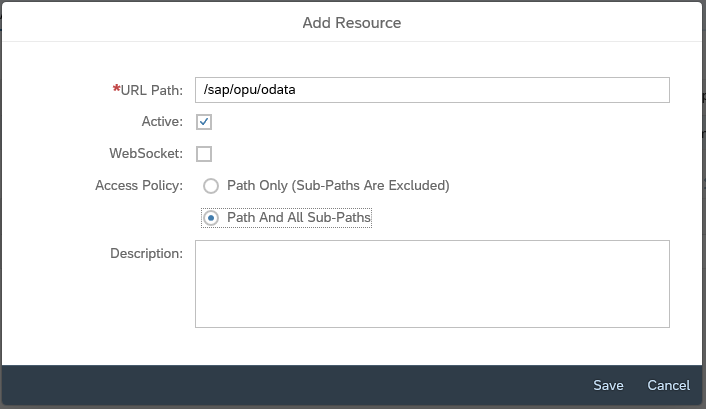 Add Resource
*URL Path: /sap/opu/odata
Active:
WebSocket:
Access Policy: Path Only (Sub-Paths Are Excluded)
Path And All Sub-Paths
Description:
Save Cancel